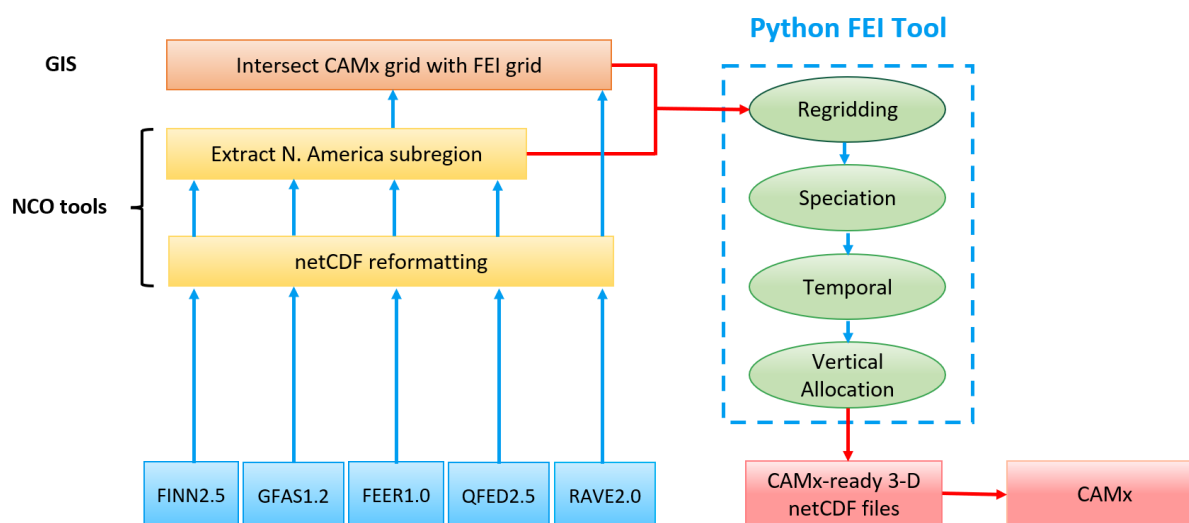 Python FEI Tool
GIS
Intersect CAMx grid with FEI grid
Regridding
Extract N. America subregion
NCO tools
Speciation
netCDF reformatting
Temporal
Vertical
Allocation
FINN2.5
GFAS1.2
FEER1.0
QFED2.5
RAVE2.0
CAMx-ready 3-D
netCDF files
CAMx